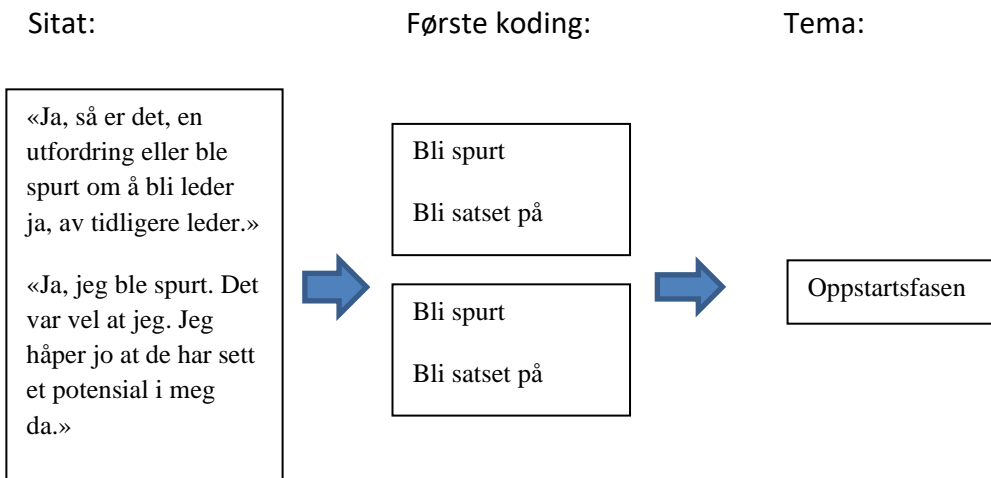 Sitat:
Første koding:
Tema:
«Ja, så er det, en
utfordring eller ble
spurt om å bli leder
ja, av tidligere leder.»
«Ja, jeg ble spurt. Det
var vel at jeg. Jeg
håper jo at de har sett
et potensial i meg
da.»
Bli spurt
Bli satset på
Bli spurt
Bli satset på
Oppstartsfasen